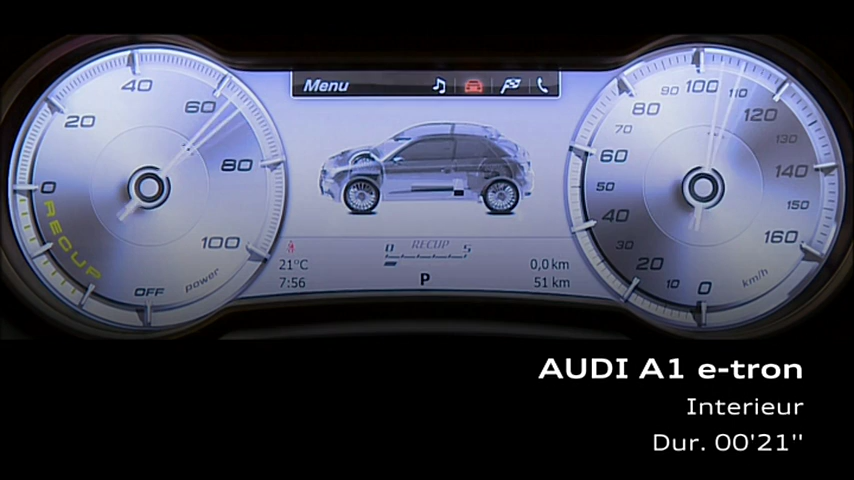 Menu
0
20
40
60
80
100
OFF
RECUP
power
0 RECUP 5
21°C
0,0 km
7:56
P
51 km
0
10
20
30
40
50
60
70
80
100
110
120
130
140
150
160
km/h
AUDI A1 e-tron
Interieur
Dur. 00'21"